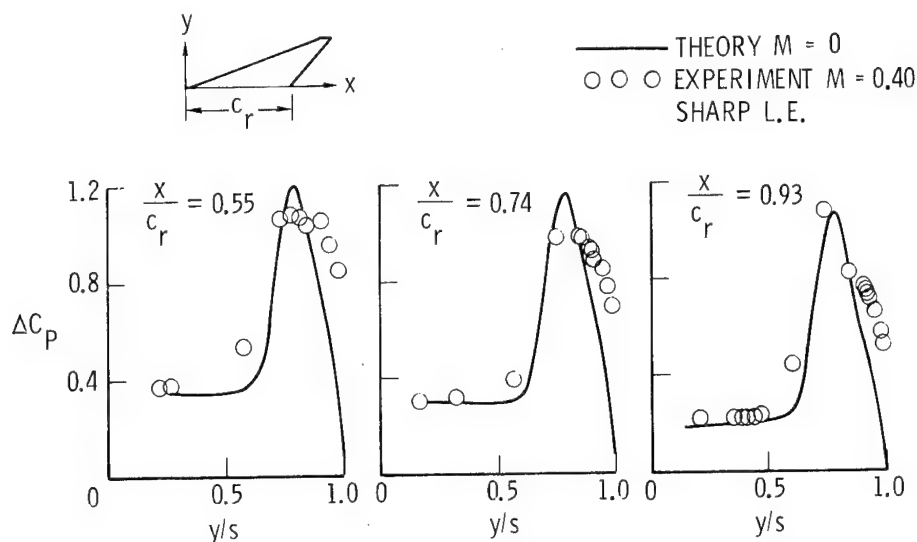 y
x
c_r
THEORY M = 0
EXPERIMENT M = 0.40
SHARP L.E.
1.2
0.8
ΔC_p
0.4
0
x/c_r = 0.55
0.5
1.0
y/s
x/c_r = 0.74
0
0.5
1.0
y/s
x/c_r = 0.93
0
0.5
1.0
y/s